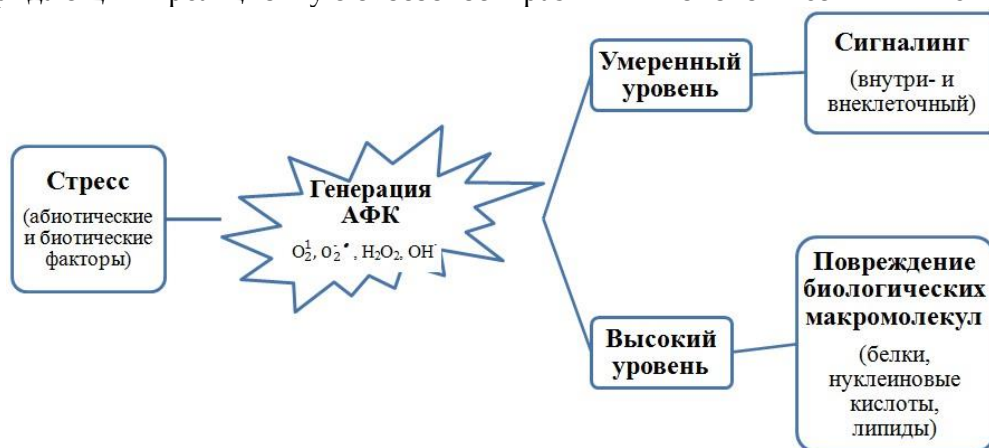 Стресс
(абиотические
и биотические
факторы)
Генерация
АФК
O₂¹, O₂⁻•, H₂O₂, OH
Умеренный
уровень
Сигналинг
(внутри- и
внеклеточный)
Высокий
уровень
Повреждение
биологических
макромолекул
(белки,
нуклеиновые
кислоты,
липиды)